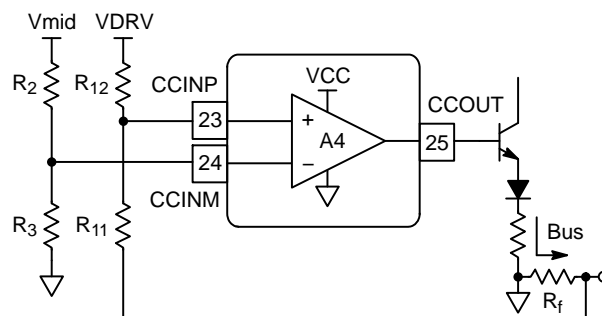 Vmid
VDRV
R2
R12
CCINP
VCC
CCOUT
23
+
A4
25
24
−
CCINM
R3
R11
Bus
Rf